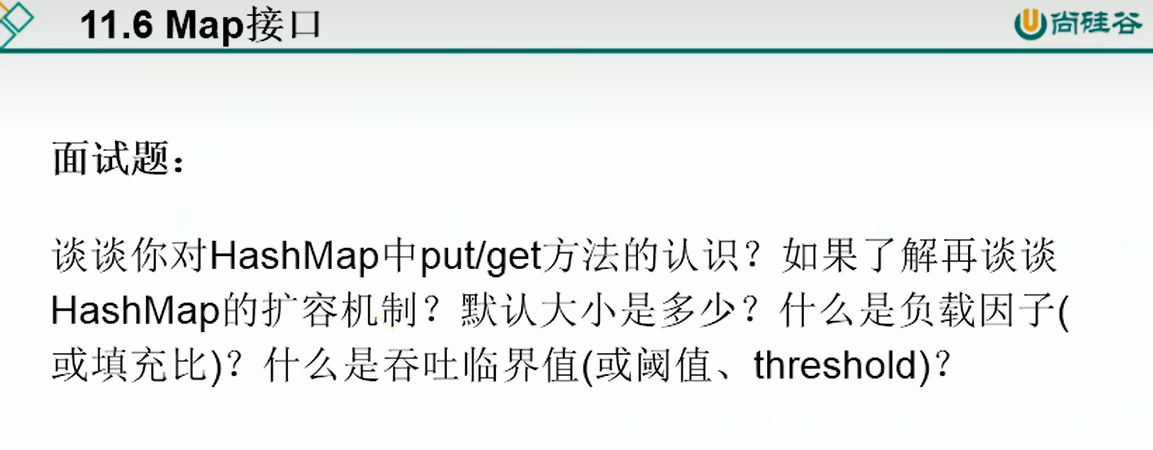 11.6 Map接口
尚硅谷
面试题：
谈谈你对HashMap中put/get方法的认识？如果了解再谈谈
HashMap的扩容机制？默认大小是多少？什么是负载因子(
或填充比)？什么是吞吐临界值(或阈值、threshold)？